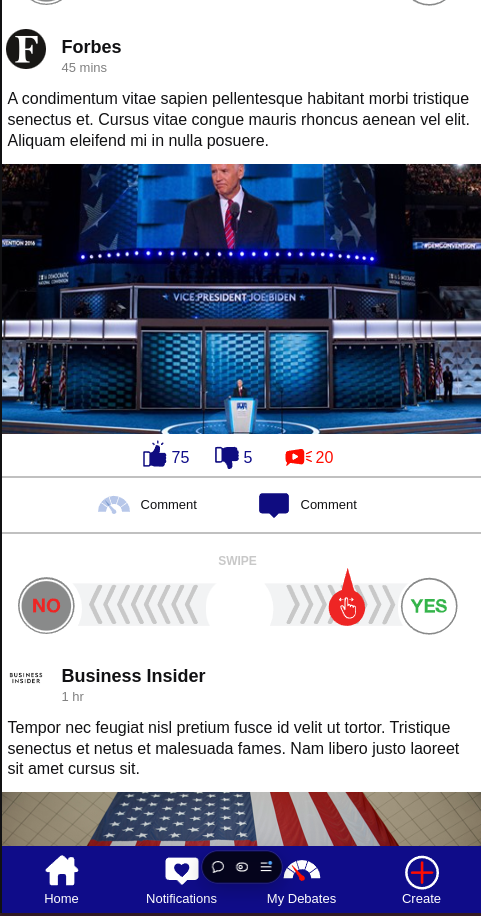 F
Forbes
45 mins
A condimentum vitae sapien pellentesque habitant morbi tristique
senectus et. Cursus vitae congue mauris rhoncus aenean vel elit.
Aliquam eleifend mi in nulla posuere.
VENTION 2016
#DEMCONVENTION
VICE PRESIDENT JOE BIDEN
75
5
20
Comment
Comment
SWIPE
NO
YES
BUSINESS
INSIDER
Business Insider
1 hr
Tempor nec feugiat nisl pretium fusce id velit ut tortor. Tristique
senectus et netus et malesuada fames. Nam libero justo laoreet
sit amet cursus sit.
Home
Notifications
My Debates
Create